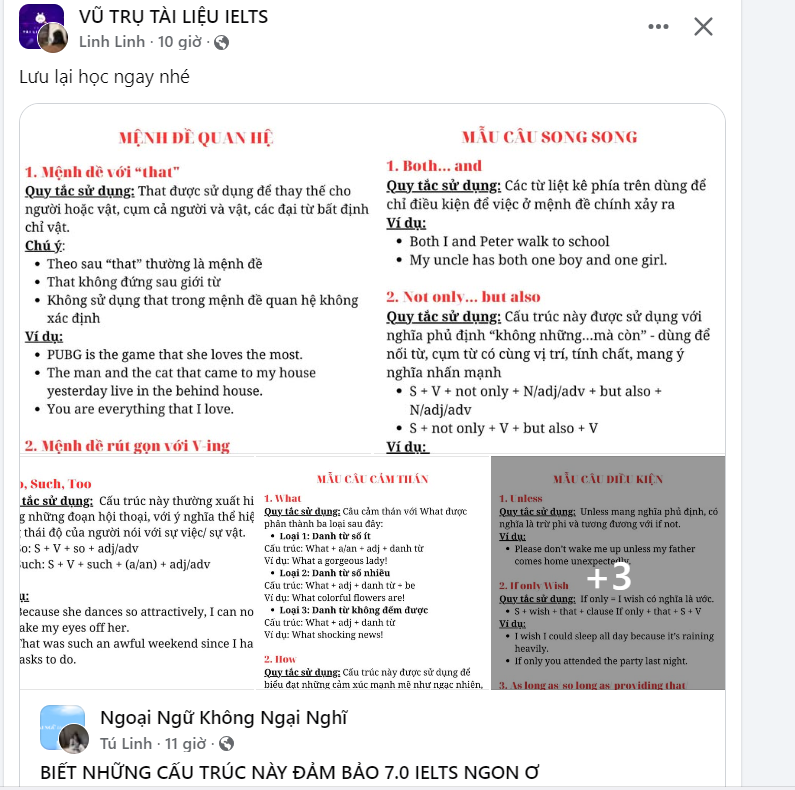 VŨ TRỤ TÀI LIỆU IELTS
Linh Linh · 10 giờ ·
Lưu lại học ngay nhé
MỆNH ĐỀ QUAN HỆ
1. Mệnh đề với “that”
Quy tắc sử dụng: That được sử dụng để thay thế cho
người hoặc vật, cụm cả người và vật, các đại từ bất định
chỉ vật.
Chú ý:
• Theo sau “that” thường là mệnh đề
• That không đứng sau giới từ
• Không sử dụng that trong mệnh đề quan hệ không
xác định
Ví dụ:
• PUBG is the game that she loves the most.
• The man and the cat that came to my house
yesterday live in the behind house.
• You are everything that I love.
2. Mệnh đề rút gọn với V-ing
MẪU CÂU SONG SONG
1. Both... and
Quy tắc sử dụng: Các từ liệt kê phía trên dùng để
chỉ điều kiện để việc ở mệnh đề chính xảy ra
Ví dụ:
• Both I and Peter walk to school
• My uncle has both one boy and one girl.
2. Not only... but also
Quy tắc sử dụng: Cấu trúc này được sử dụng với
nghĩa phủ định “không những...mà còn” - dùng để
nối từ, cụm từ có cùng vị trí, tính chất, mang ý
nghĩa nhấn mạnh
• S + V + not only + N/adj/adv + but also +
N/adj/adv
• S + not only + V + but also + V
Ví dụ:
o, Such, Too
tắc sử dụng: Cấu trúc này thường xuất hi
g những đoạn hội thoại, với ý nghĩa thể hiệ
thái độ của người nói với sự việc/ sự vật.
o: S + V + so + adj/adv
uch: S + V + such + (a/an) + adj/adv
ụ:
Because she dances so attractively, I can no
ake my eyes off her.
That was such an awful weekend since I ha
asks to do.
MẪU CÂU CẢM THÁN
1. What
Quy tắc sử dụng: Câu cảm thán với What được
phân thành ba loại sau đây:
• Loại 1: Danh từ số ít
Cấu trúc: What + a/an + adj + danh từ
Ví dụ: What a gorgeous lady!
• Loại 2: Danh từ số nhiều
Cấu trúc: What + adj + danh từ + be
Ví dụ: What colorful flowers are!
• Loại 3: Danh từ không đếm được
Cấu trúc: What + adj + danh từ
Ví dụ: What shocking news!
2. How
Quy tắc sử dụng: Cấu trúc này được sử dụng để
biểu đạt những cảm xúc mạnh mẽ như ngạc nhiên,
MẪU CÂU ĐIỀU KIỆN
1. Unless
Quy tắc sử dụng: Unless mang nghĩa phủ định, có
nghĩa là trừ phi và tương đương với if not.
Ví dụ:
• Please don't wake me up unless my father
comes home unexpectedly.
+3
2. If only/Wish
Quy tắc sử dụng: If only = I wish có nghĩa là ước.
• S + wish + that + clause If only + that + S + V
Ví dụ:
• I wish I could sleep all day because it's raining
heavily.
• If only you attended the party last night.
3. As long as, so long as, providing that
Ngoại Ngữ Không Ngại Nghĩ
Tú Linh · 11 giờ ·
BIẾT NHỮNG CẤU TRÚC NÀY ĐẢM BẢO 7.0 IELTS NGON Ơ